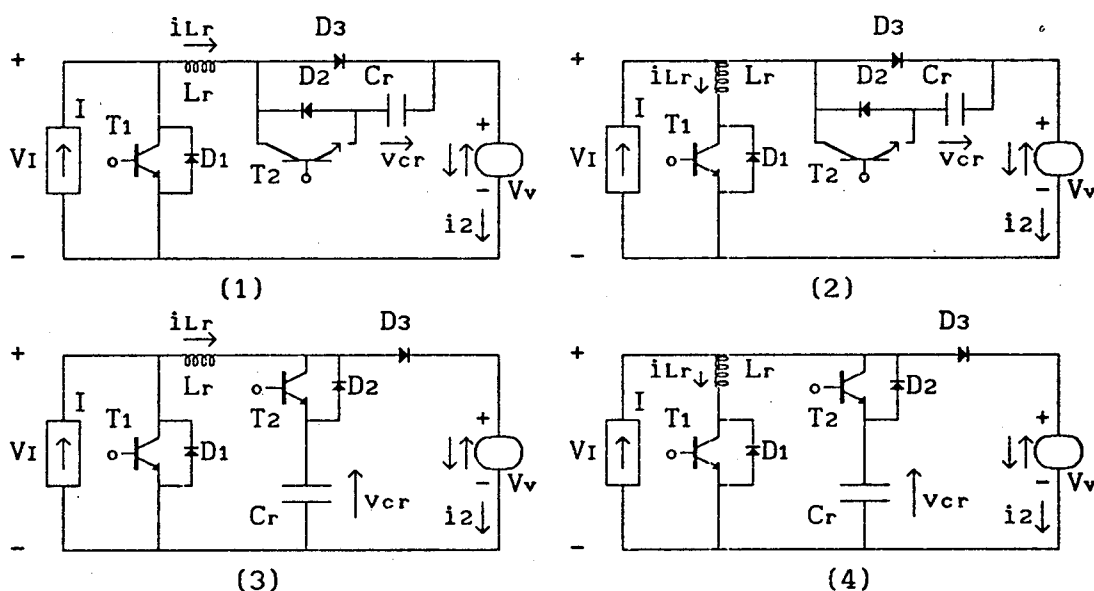 iLr D3
+ Lr D2 Cr
I T1 D1 vcr +
VI T2 Vv
− i2 −
(1)
D3
+ iLr Lr D2 Cr
I T1 D1 vcr +
VI T2 Vv
− i2 −
(2)
iLr D3
+ Lr D2
I T1 T2 +
VI D1 Vv
Cr vcr −
− i2
(3)
D3
+ iLr Lr D2
I T1 T2 +
VI D1 Vv
Cr vcr −
− i2
(4)